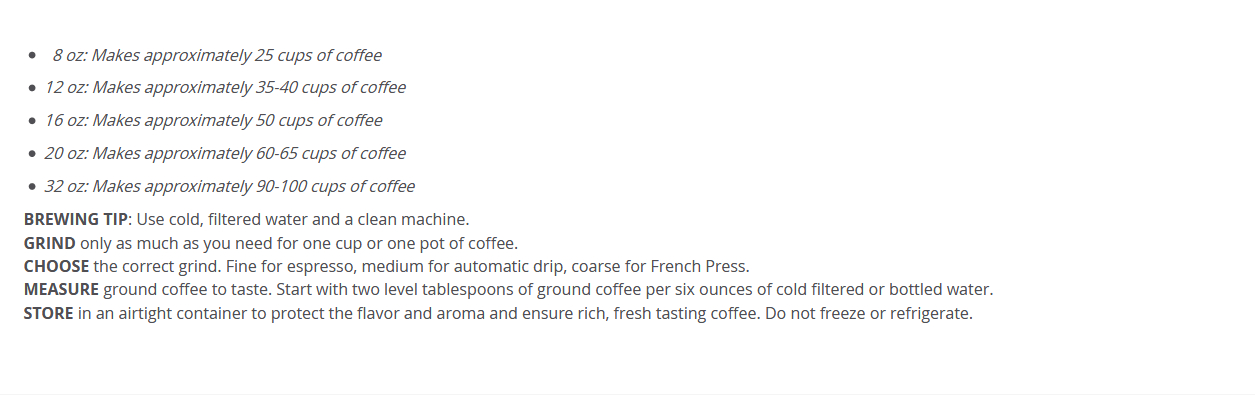 • 8 oz: Makes approximately 25 cups of coffee
• 12 oz: Makes approximately 35-40 cups of coffee
• 16 oz: Makes approximately 50 cups of coffee
• 20 oz: Makes approximately 60-65 cups of coffee
• 32 oz: Makes approximately 90-100 cups of coffee
BREWING TIP: Use cold, filtered water and a clean machine.
GRIND only as much as you need for one cup or one pot of coffee.
CHOOSE the correct grind. Fine for espresso, medium for automatic drip, coarse for French Press.
MEASURE ground coffee to taste. Start with two level tablespoons of ground coffee per six ounces of cold filtered or bottled water.
STORE in an airtight container to protect the flavor and aroma and ensure rich, fresh tasting coffee. Do not freeze or refrigerate.